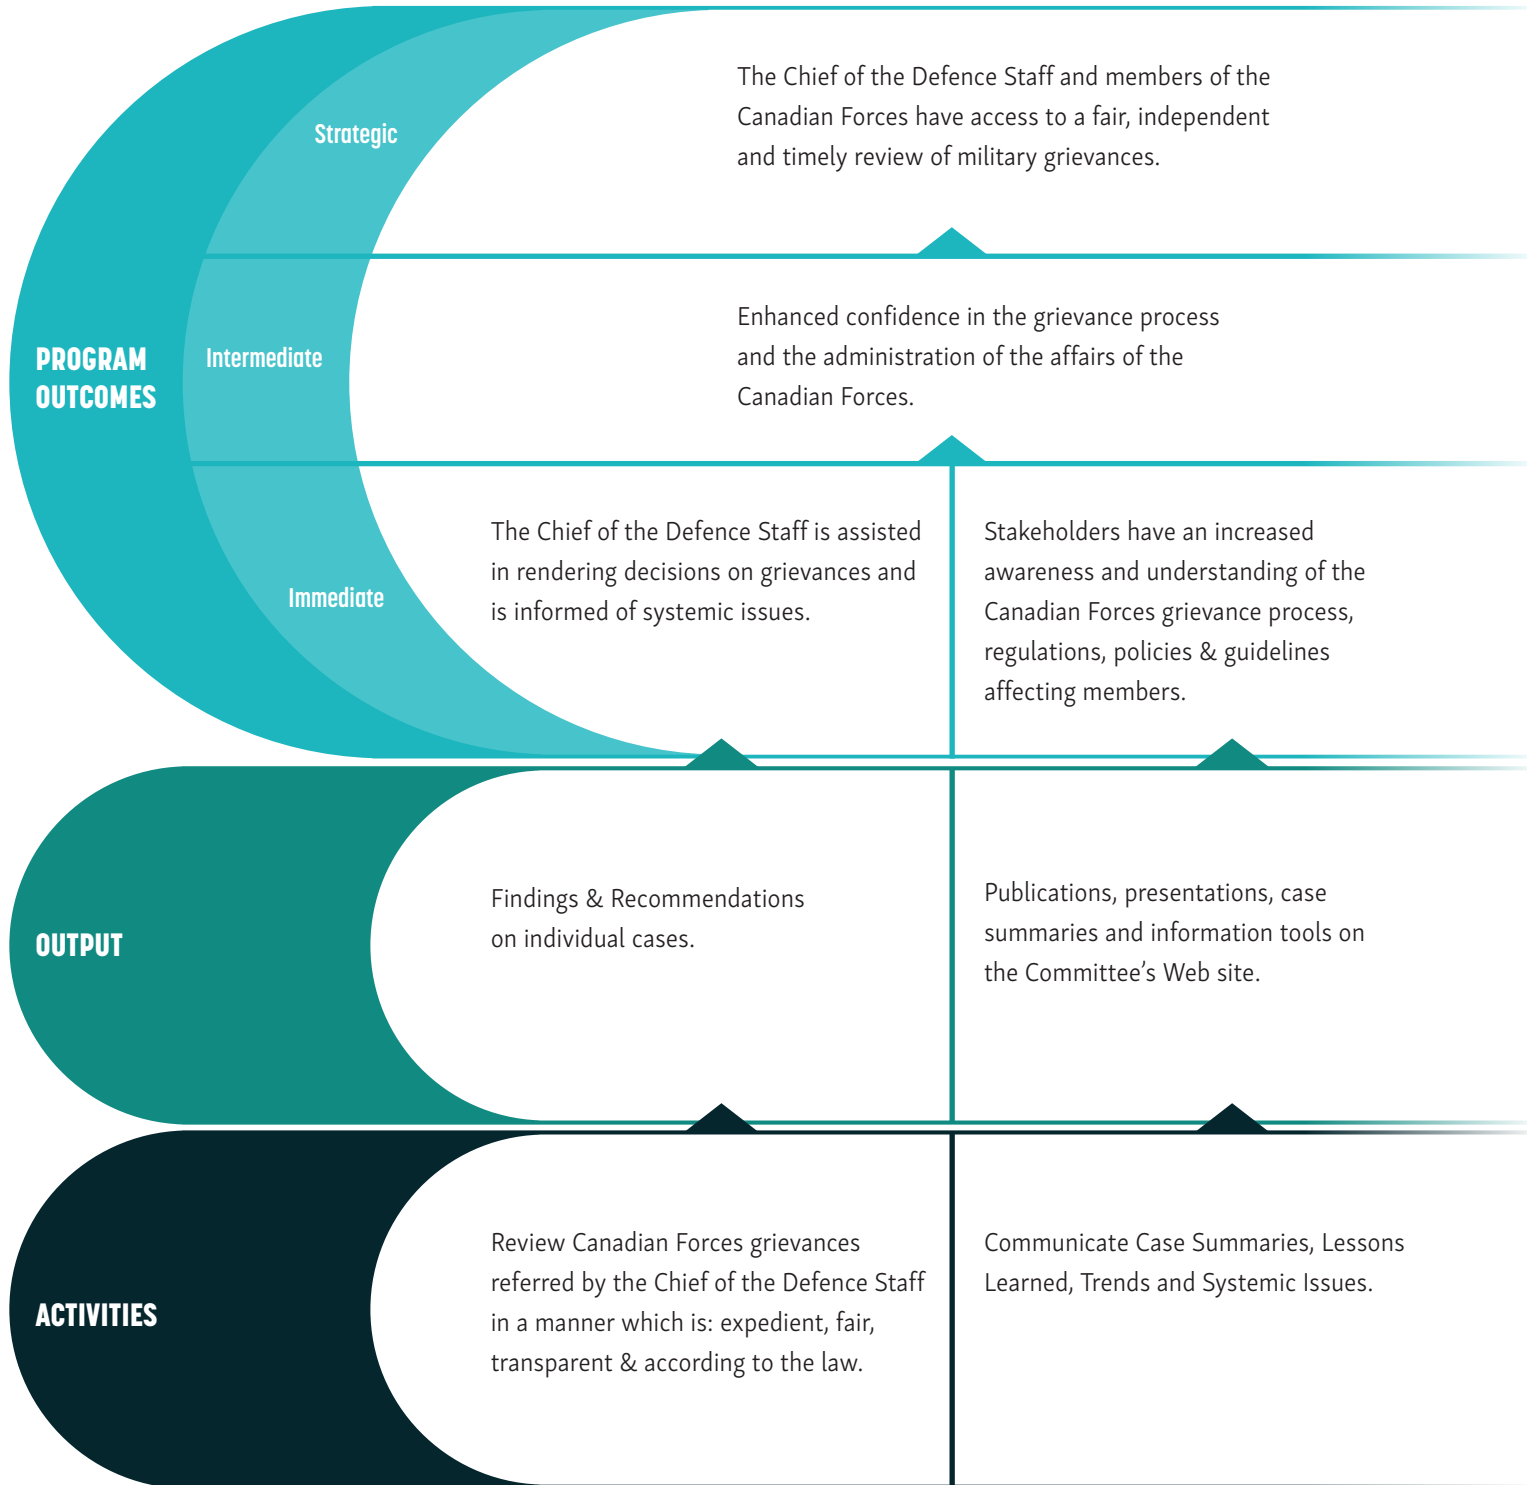 Strategic
The Chief of the Defence Staff and members of the
Canadian Forces have access to a fair, independent
and timely review of military grievances.
PROGRAM
OUTCOMES
Intermediate
Enhanced confidence in the grievance process
and the administration of the affairs of the
Canadian Forces.
Immediate
The Chief of the Defence Staff is assisted
in rendering decisions on grievances and
is informed of systemic issues.
Stakeholders have an increased
awareness and understanding of the
Canadian Forces grievance process,
regulations, policies & guidelines
affecting members.
OUTPUT
Findings & Recommendations
on individual cases.
Publications, presentations, case
summaries and information tools on
the Committee's Web site.
ACTIVITIES
Review Canadian Forces grievances
referred by the Chief of the Defence Staff
in a manner which is: expedient, fair,
transparent & according to the law.
Communicate Case Summaries, Lessons
Learned, Trends and Systemic Issues.